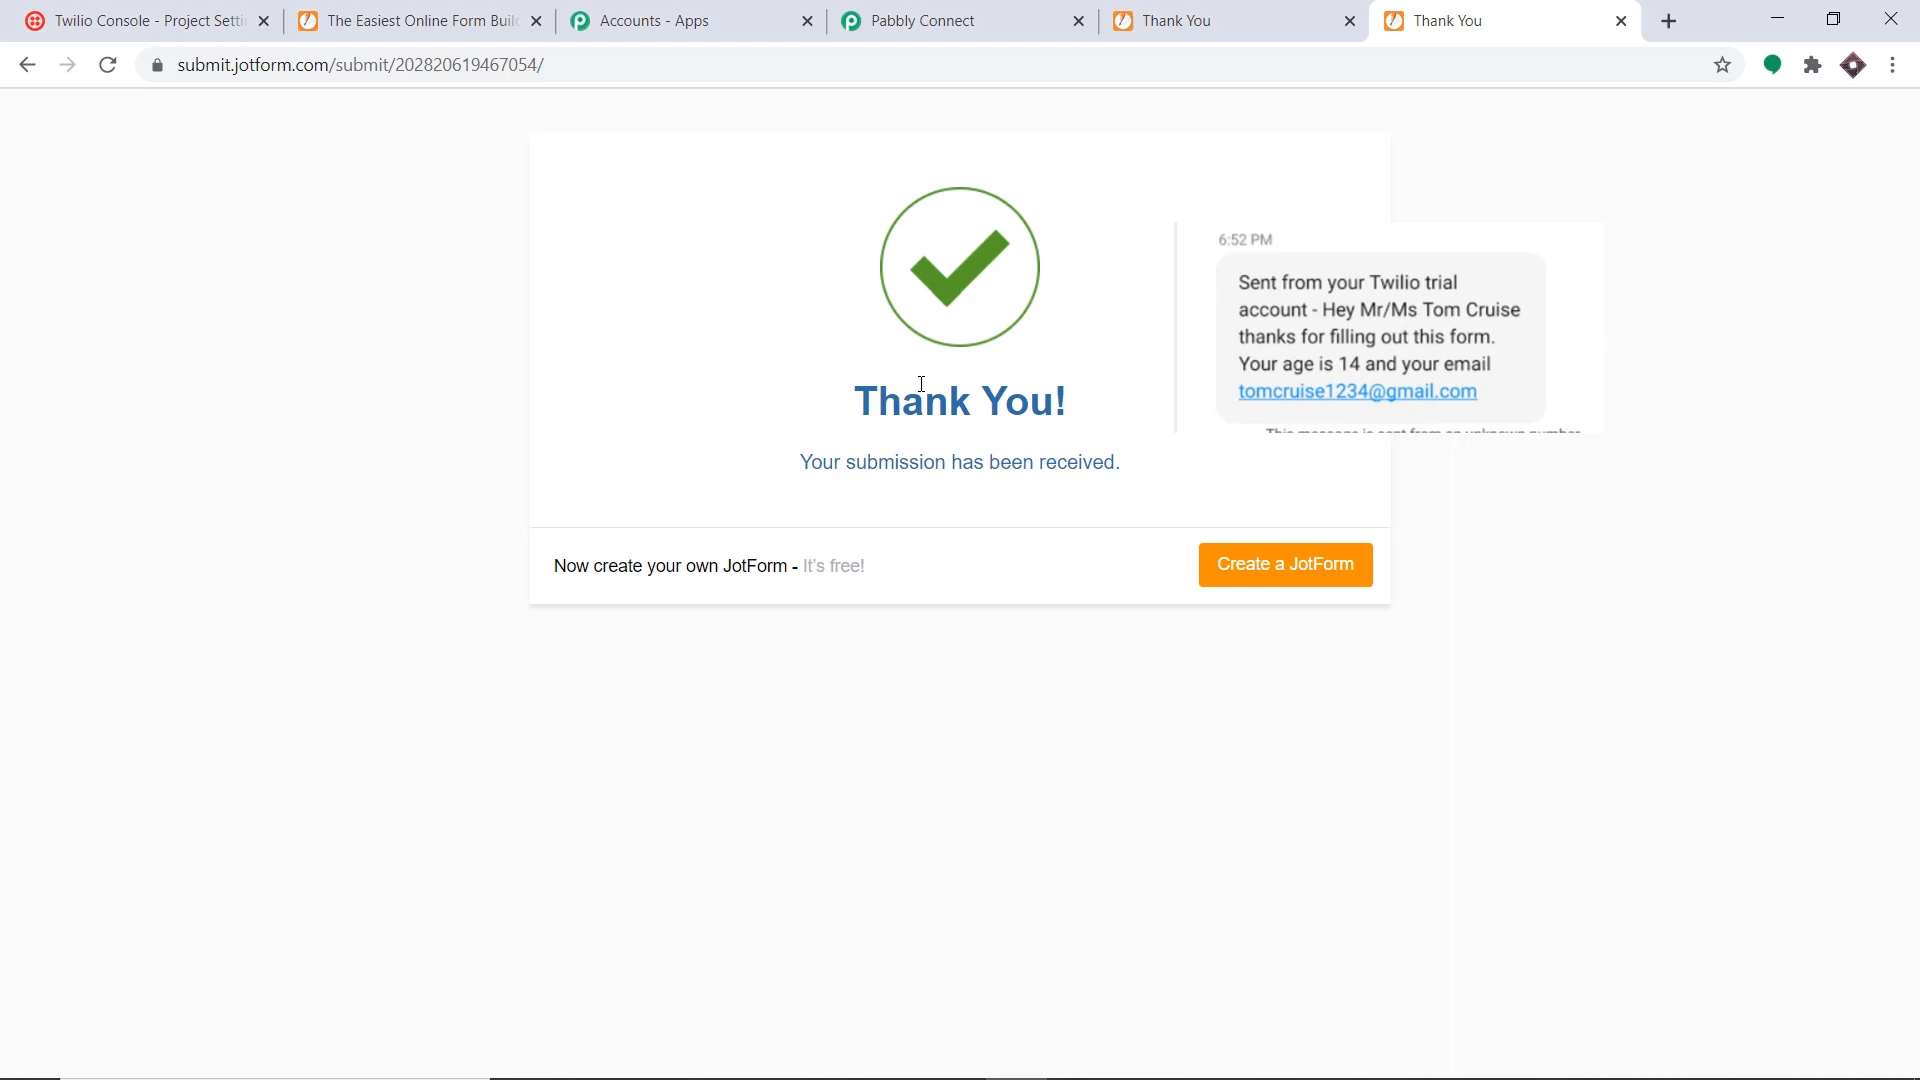 Twilio Console - Project Setti
The Easiest Online Form Buil
Accounts - Apps
Pabbly Connect
Thank You
Thank You
submit.jotform.com/submit/202820619467054/
6:52 PM
Sent from your Twilio trial
account - Hey Mr/Ms Tom Cruise
thanks for filling out this form.
Your age is 14 and your email
tomcruise1234@gmail.com
Thank You!
Your submission has been received.
Now create your own JotForm - It's free!
Create a JotForm